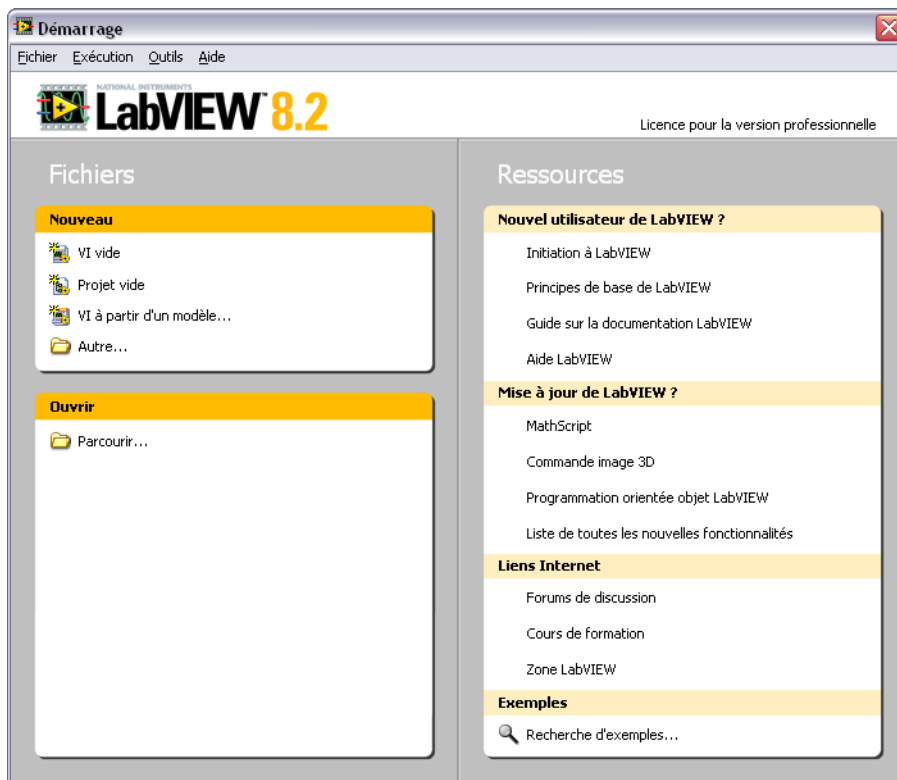 Démarrage
Fichier Exécution Outils Aide
NATIONAL INSTRUMENTS
LabVIEW™ 8.2
Licence pour la version professionnelle
Fichiers
Nouveau
VI vide
Projet vide
VI à partir d'un modèle...
Autre...
Ouvrir
Parcourir...
Ressources
Nouvel utilisateur de LabVIEW ?
Initiation à LabVIEW
Principes de base de LabVIEW
Guide sur la documentation LabVIEW
Aide LabVIEW
Mise à jour de LabVIEW ?
MathScript
Commande image 3D
Programmation orientée objet LabVIEW
Liste de toutes les nouvelles fonctionnalités
Liens Internet
Forums de discussion
Cours de formation
Zone LabVIEW
Exemples
Recherche d'exemples...